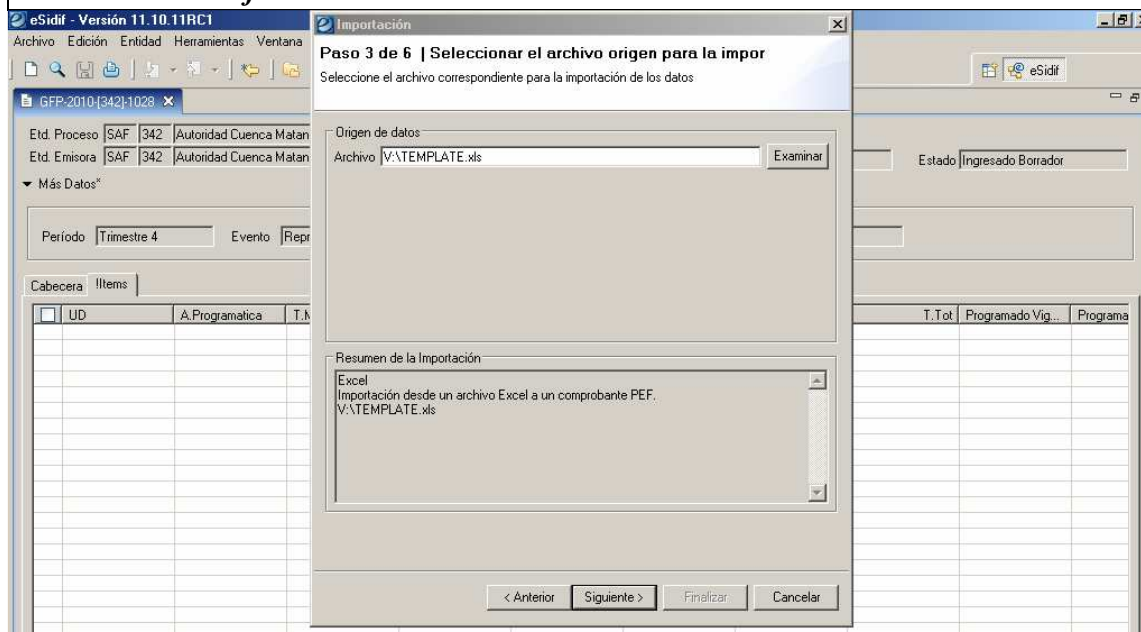 eSidif - Versión 11.10.11RC1
Archivo Edición Entidad Herramientas Ventana
eSidif
GFP-2010-[342]-1028
Etd. Proceso SAF 342 Autoridad Cuenca Matan
Etd. Emisora SAF 342 Autoridad Cuenca Matan
Estado Ingresado Borrador
Más Datos*
Período Trimestre 4 Evento Repr
Cabecera !Items
UD A.Programatica T.M T.Tot Programado Vig... Programa
Importación
Paso 3 de 6 | Seleccionar el archivo origen para la impor
Seleccione el archivo correspondiente para la importación de los datos
Origen de datos
Archivo V:\TEMPLATE.xls Examinar
Resumen de la Importación
Excel
Importación desde un archivo Excel a un comprobante PEF.
V:\TEMPLATE.xls
< Anterior Siguiente > Finalizar Cancelar